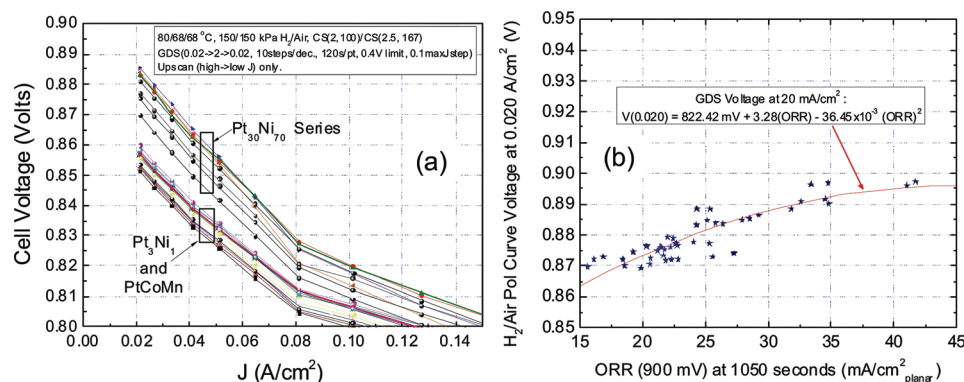 80/68/68 °C, 150/150 kPa H2/Air, CS(2, 100)/CS(2.5, 167)
GDS(0.02->2->0.02, 10steps/dec., 120s/pt, 0.4V limit, 0.1maxJstep)
Upscan (high->low J) only.
0.90
0.89
0.88
0.87
0.86
0.85
0.84
0.83
0.82
0.81
0.80
Cell Voltage (Volts)
Pt30Ni70 Series
(a)
Pt3Ni1
and
PtCoMn
0.00 0.02 0.04 0.06 0.08 0.10 0.12 0.14
J (A/cm²)
0.95
0.94
0.93
0.92
0.91
0.90
0.89
0.88
0.87
0.86
0.85
H2/Air Pol Curve Voltage at 0.020 A/cm² (V)
GDS Voltage at 20 mA/cm² :
V(0.020) = 822.42 mV + 3.28(ORR) - 36.45x10⁻³ (ORR)²
(b)
15 20 25 30 35 40 45
ORR (900 mV) at 1050 seconds (mA/cm²planar)